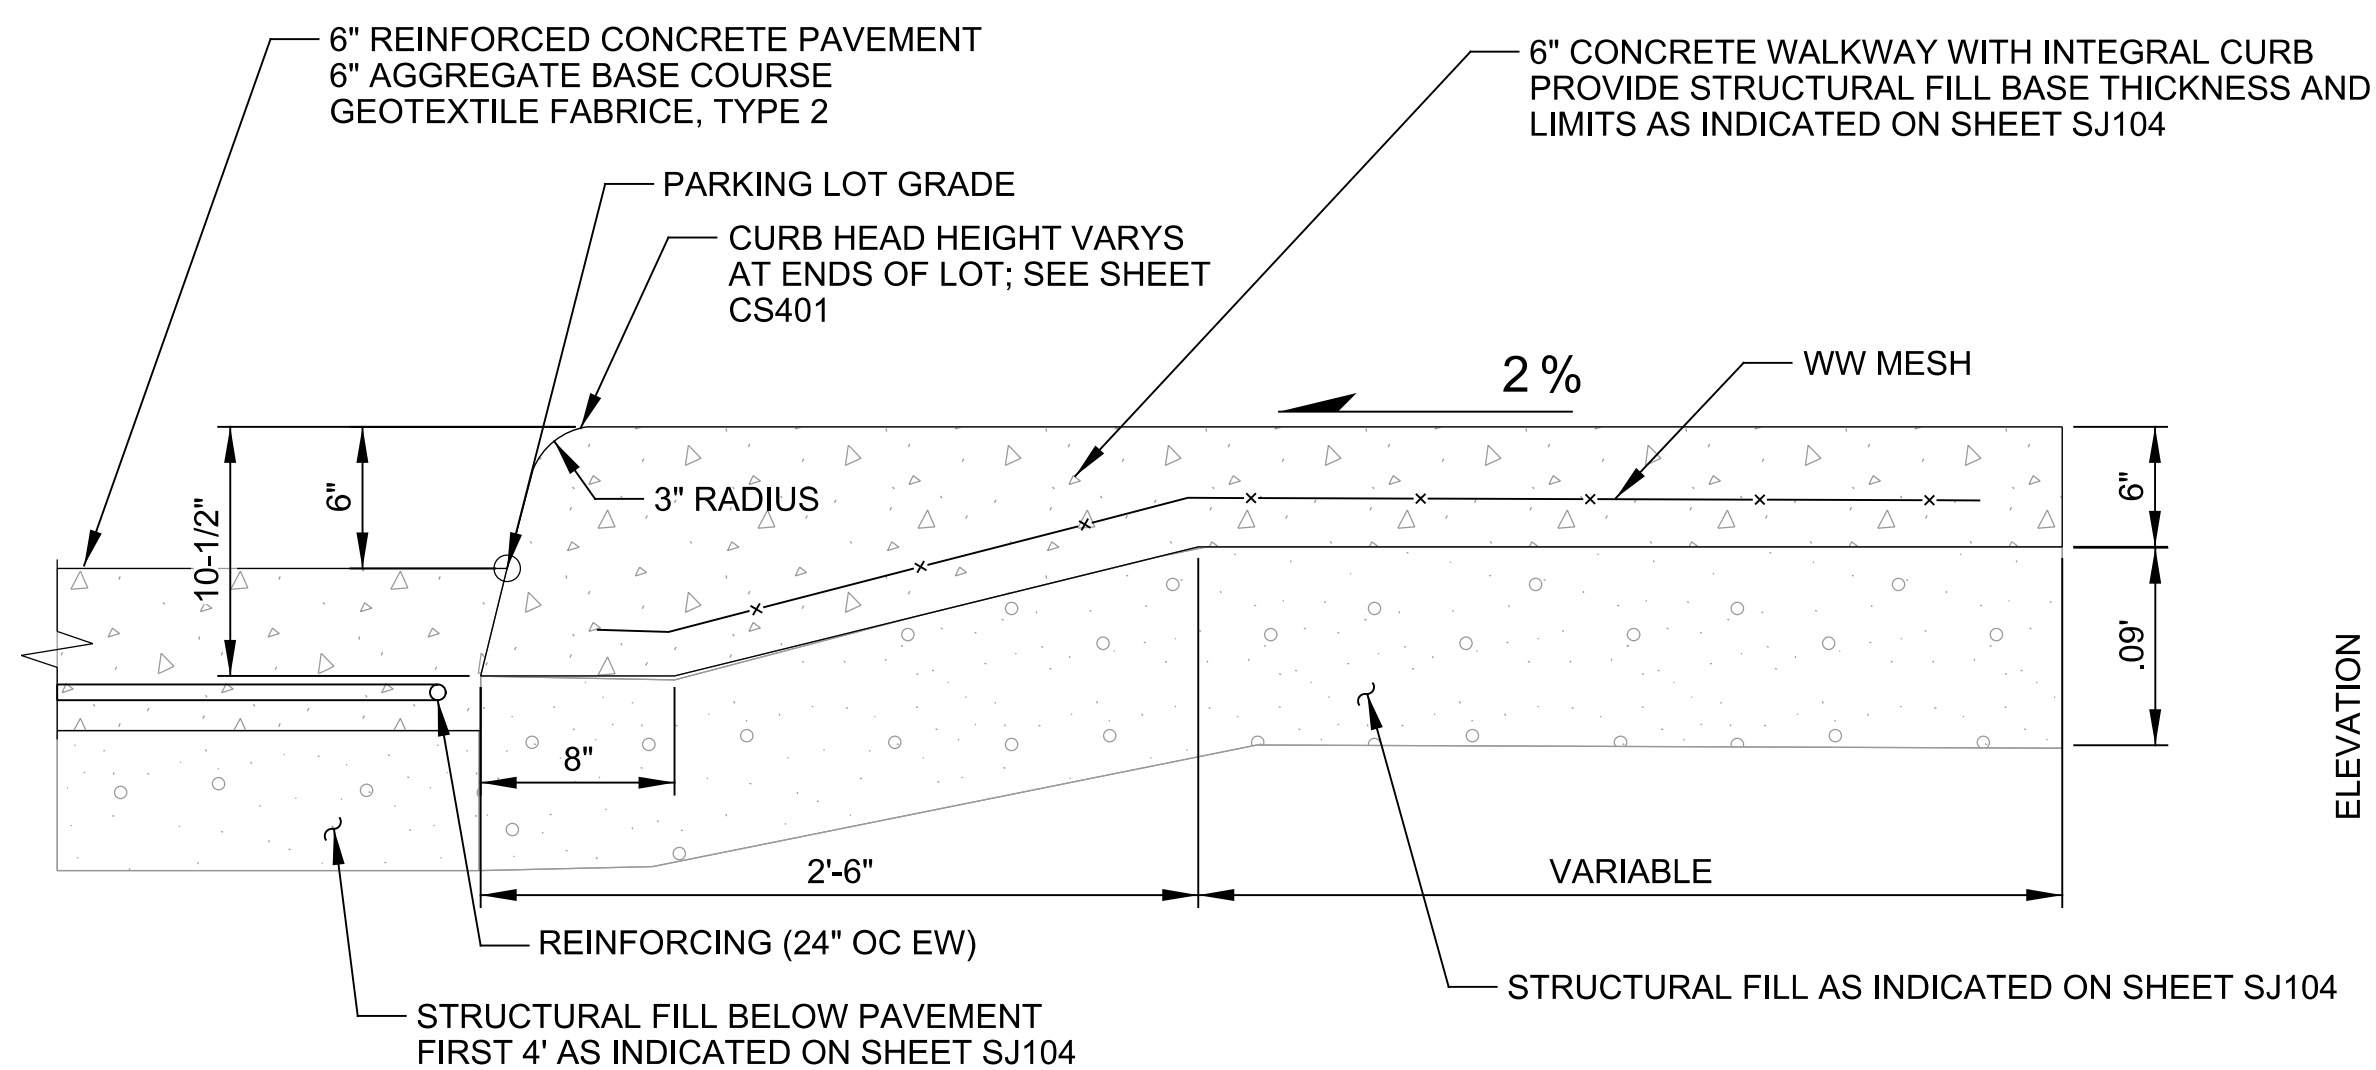 6" REINFORCED CONCRETE PAVEMENT
6" AGGREGATE BASE COURSE
GEOTEXTILE FABRICE, TYPE 2
6" CONCRETE WALKWAY WITH INTEGRAL CURB
PROVIDE STRUCTURAL FILL BASE THICKNESS AND
LIMITS AS INDICATED ON SHEET SJ104
PARKING LOT GRADE
CURB HEAD HEIGHT VARYS
AT ENDS OF LOT; SEE SHEET
CS401
2 %
WW MESH
3" RADIUS
6"
10-1/2"
6"
.09'
ELEVATION
8"
2'-6"
VARIABLE
REINFORCING (24" OC EW)
STRUCTURAL FILL AS INDICATED ON SHEET SJ104
STRUCTURAL FILL BELOW PAVEMENT
FIRST 4' AS INDICATED ON SHEET SJ104